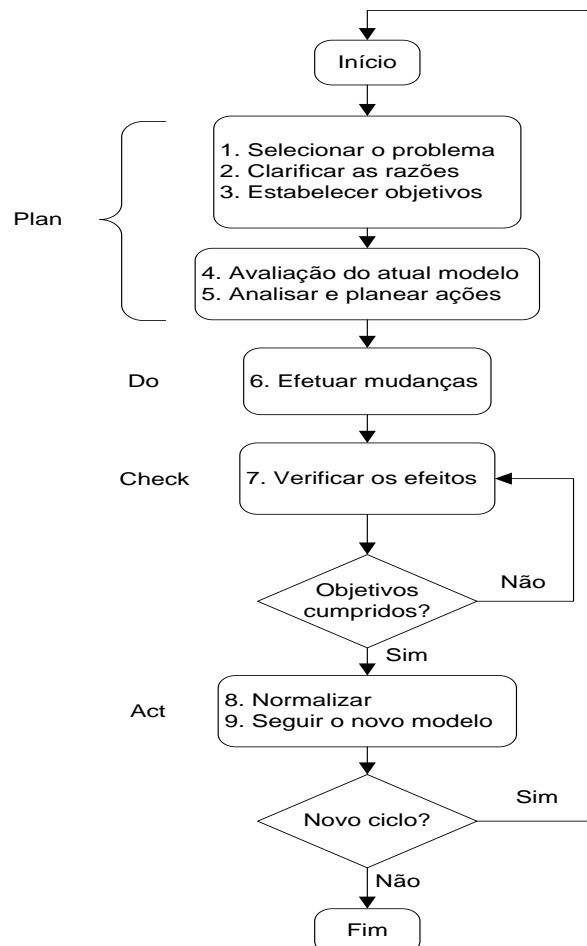 Início
Plan
1. Selecionar o problema
2. Clarificar as razões
3. Estabelecer objetivos
4. Avaliação do atual modelo
5. Analisar e planear ações
Do
6. Efetuar mudanças
Check
7. Verificar os efeitos
Objetivos
cumpridos?
Não
Sim
Act
8. Normalizar
9. Seguir o novo modelo
Novo ciclo?
Sim
Não
Fim